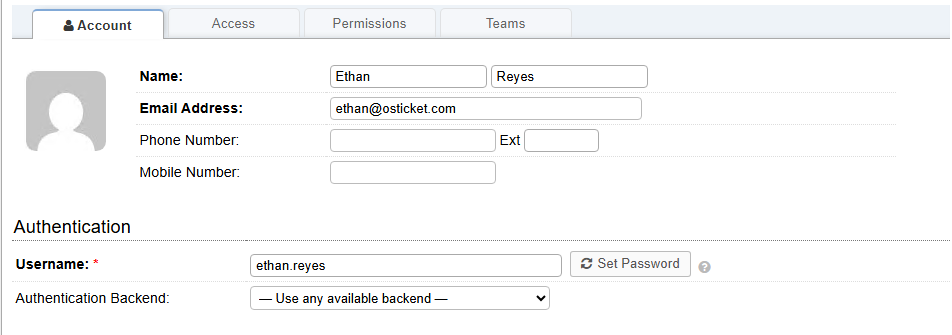 Account Access Permissions Teams
Name: Ethan Reyes
Email Address: ethan@osticket.com
Phone Number: Ext
Mobile Number:
Authentication
Username: * ethan.reyes Set Password ?
Authentication Backend: — Use any available backend —